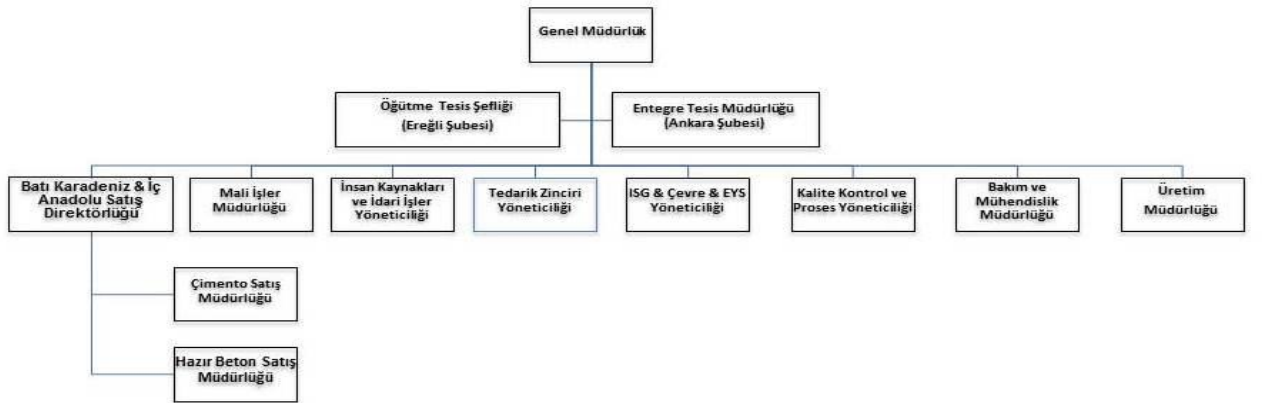 Genel Müdürlük
Öğütme Tesis Şefliği
(Ereğli Şubesi)
Entegre Tesis Müdürlüğü
(Ankara Şubesi)
Batı Karadeniz & İç
Anadolu Satış
Direktörlüğü
Mali İşler
Müdürlüğü
İnsan Kaynakları
ve İdari İşler
Yöneticiliği
Tedarik Zinciri
Yöneticiliği
ISG & Çevre & EYS
Yöneticiliği
Kalite Kontrol ve
Proses Yöneticiliği
Bakım ve
Mühendislik
Müdürlüğü
Üretim
Müdürlüğü
Çimento Satış
Müdürlüğü
Hazır Beton Satış
Müdürlüğü